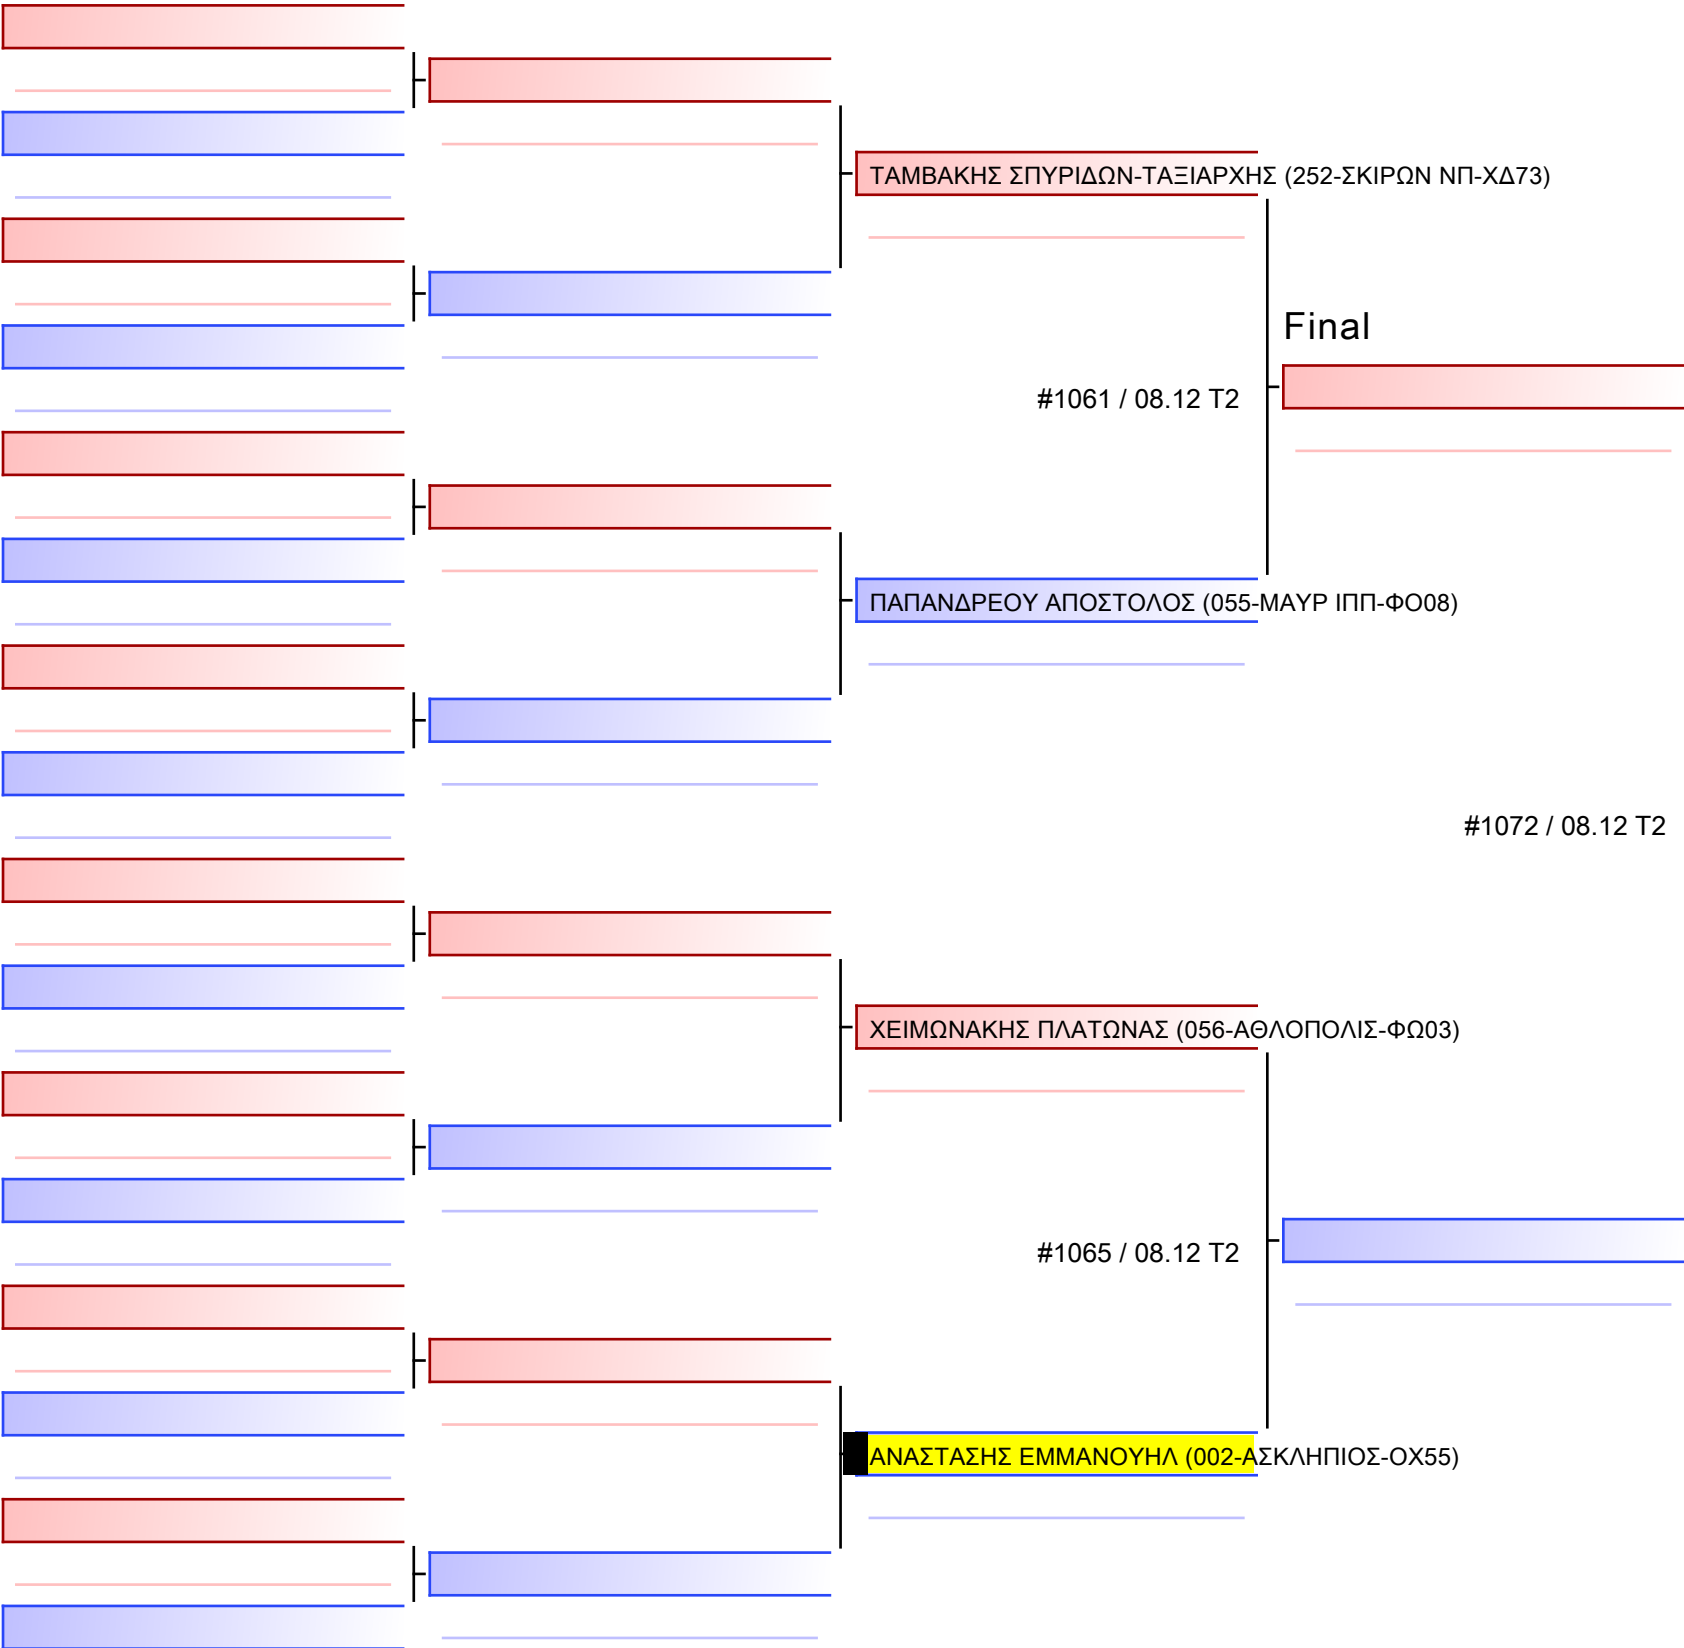 ΤΑΜΒΑΚΗΣ ΣΠΥΡΙΔΩΝ-ΤΑΞΙΑΡΧΗΣ (252-ΣΚΙΡΩΝ ΝΠ-ΧΔ73)
Final
#1061 / 08.12 T2
ΠΑΠΑΝΔΡΕΟΥ ΑΠΟΣΤΟΛΟΣ (055-ΜΑΥΡ ΙΠΠ-ΦΟ08)
#1072 / 08.12 T2
ΧΕΙΜΩΝΑΚΗΣ ΠΛΑΤΩΝΑΣ (056-ΑΘΛΟΠΟΛΙΣ-ΦΩ03)
#1065 / 08.12 T2
ΑΝΑΣΤΑΣΗΣ ΕΜΜΑΝΟΥΗΛ (002-ΑΣΚΛΗΠΙΟΣ-ΟΧ55)